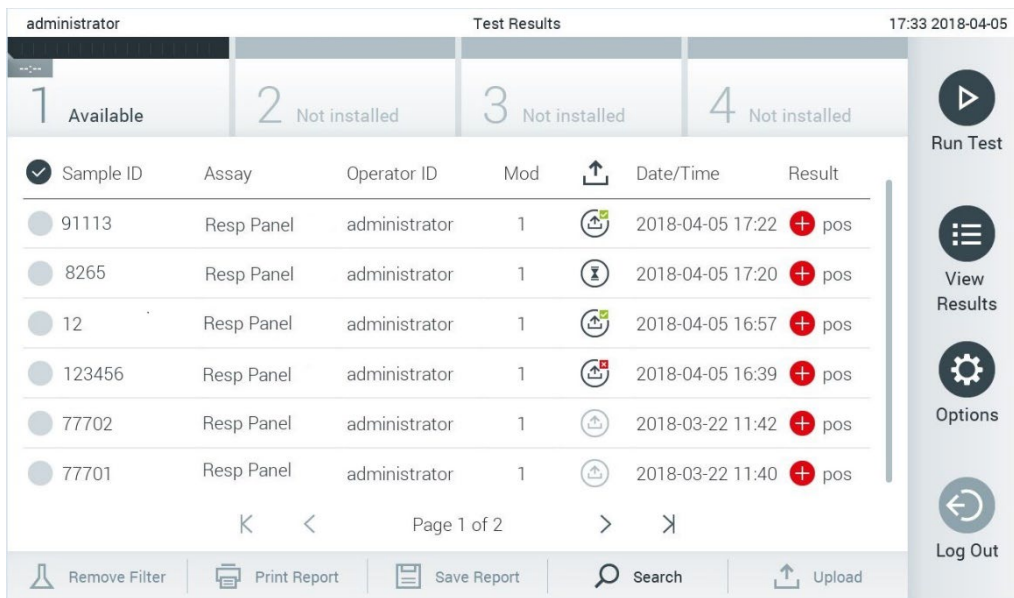 administrator Test Results 17:33 2018-04-05
--:--
1 Available 2 Not installed 3 Not installed 4 Not installed
Run Test
Sample ID Assay Operator ID Mod Date/Time Result
91113 Resp Panel administrator 1 2018-04-05 17:22 pos
8265 Resp Panel administrator 1 2018-04-05 17:20 pos
View
Results
12 Resp Panel administrator 1 2018-04-05 16:57 pos
123456 Resp Panel administrator 1 2018-04-05 16:39 pos
Options
77702 Resp Panel administrator 1 2018-03-22 11:42 pos
77701 Resp Panel administrator 1 2018-03-22 11:40 pos
Page 1 of 2
Log Out
Remove Filter Print Report Save Report Search Upload